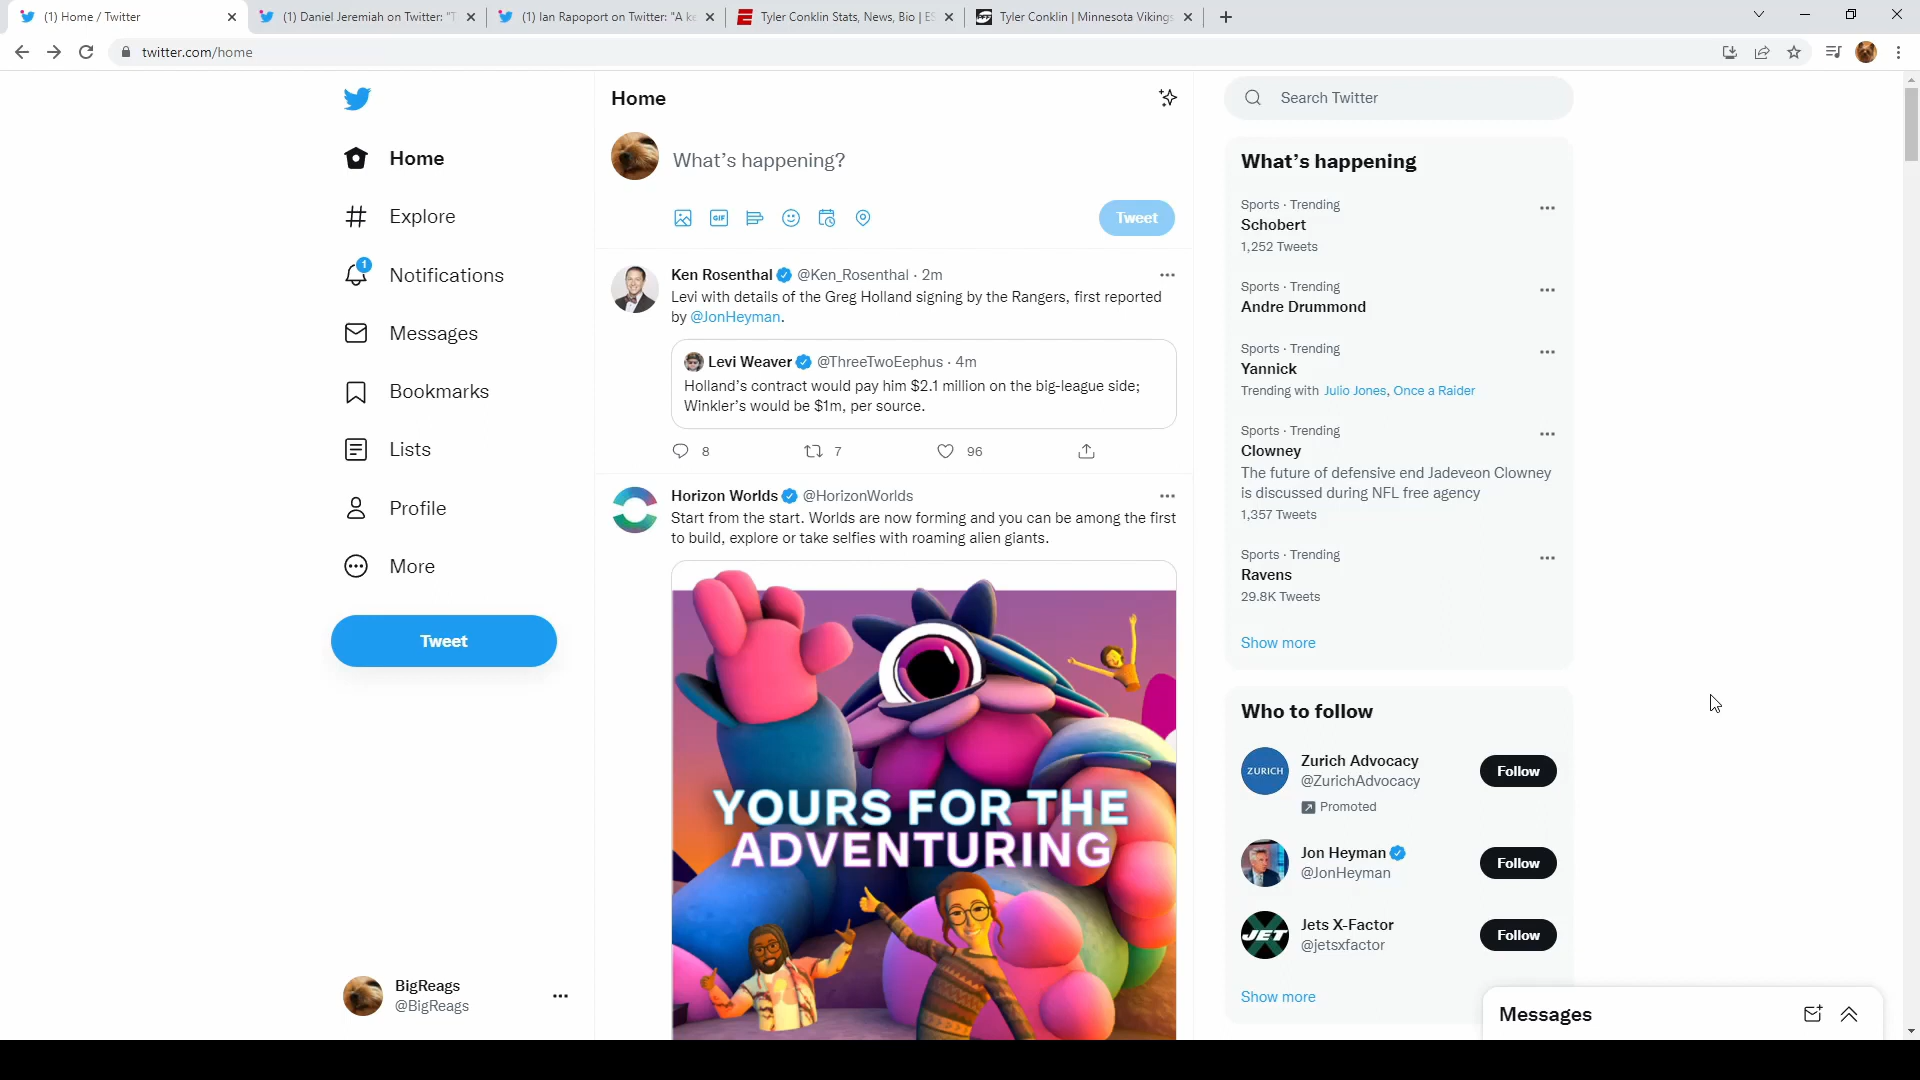 (1) Home / Twitter
(1) Daniel Jeremiah on Twitter: "T
(1) Ian Rapoport on Twitter: "A ke
Tyler Conklin Stats, News, Bio | ES
Tyler Conklin | Minnesota Vikings
twitter.com/home
Home
Explore
1
Notifications
Messages
Bookmarks
Lists
Profile
More
Tweet
BigReags
@BigReags
Home
What's happening?
GIF
Tweet
Ken Rosenthal @Ken_Rosenthal · 2m
Levi with details of the Greg Holland signing by the Rangers, first reported
by @JonHeyman.
Levi Weaver @ThreeTwoEephus · 4m
Holland's contract would pay him $2.1 million on the big-league side;
Winkler's would be $1m, per source.
8 7 96
Horizon Worlds @HorizonWorlds
Start from the start. Worlds are now forming and you can be among the first
to build, explore or take selfies with roaming alien giants.
YOURS FOR THE
ADVENTURING
Search Twitter
What's happening
Sports · Trending
Schobert
1,252 Tweets
Sports · Trending
Andre Drummond
Sports · Trending
Yannick
Trending with Julio Jones, Once a Raider
Sports · Trending
Clowney
The future of defensive end Jadeveon Clowney
is discussed during NFL free agency
1,357 Tweets
Sports · Trending
Ravens
29.8K Tweets
Show more
Who to follow
ZURICH
Zurich Advocacy
@ZurichAdvocacy
Promoted
Follow
Jon Heyman
@JonHeyman
Follow
JET
Jets X-Factor
@jetsxfactor
Follow
Show more
Messages